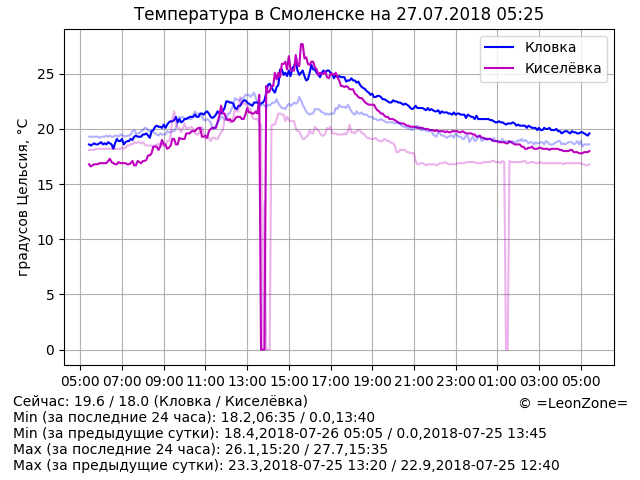 Температура в Смоленске на 27.07.2018 05:25
Кловка
Киселёвка
градусов Цельсия, °C
25
20
15
10
5
0
05:00 07:00 09:00 11:00 13:00 15:00 17:00 19:00 21:00 23:00 01:00 03:00 05:00
Сейчас: 19.6 / 18.0 (Кловка / Киселёвка)
© =LeonZone=
Min (за последние 24 часа): 18.2,06:35 / 0.0,13:40
Min (за предыдущие сутки): 18.4,2018-07-26 05:05 / 0.0,2018-07-25 13:45
Max (за последние 24 часа): 26.1,15:20 / 27.7,15:35
Max (за предыдущие сутки): 23.3,2018-07-25 13:20 / 22.9,2018-07-25 12:40